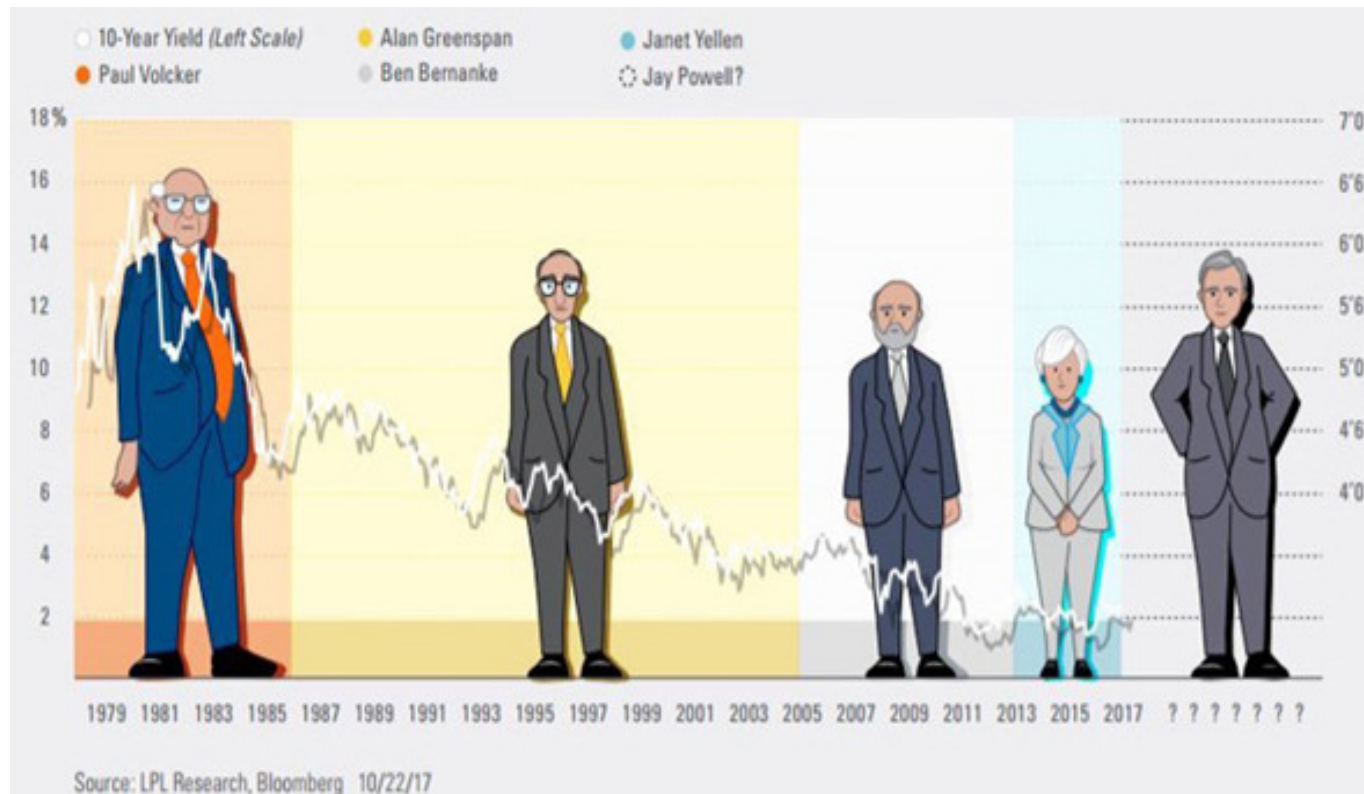 10-Year Yield (Left Scale) Alan Greenspan Janet Yellen
Paul Volcker Ben Bernanke Jay Powell?
18% 7'0
16 6'6
14 6'0
12 5'6
10 5'0
8 4'6
6 4'0
4
2
1979 1981 1983 1985 1987 1989 1991 1993 1995 1997 1999 2001 2003 2005 2007 2009 2011 2013 2015 2017 ? ? ? ? ? ? ?
Source: LPL Research, Bloomberg 10/22/17